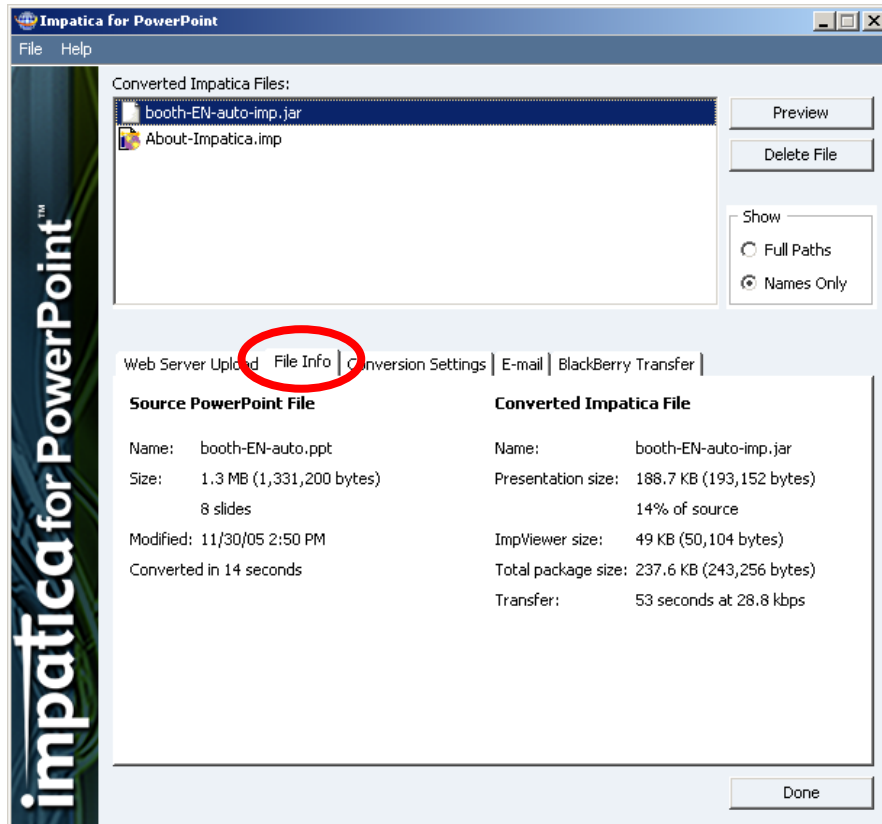 Impatica for PowerPoint
File Help
Converted Impatica Files:
booth-EN-auto-imp.jar
About-Impatica.imp
Preview
Delete File
Show
Full Paths
Names Only
impatica for PowerPoint™
Web Server Upload File Info Conversion Settings E-mail BlackBerry Transfer
Source PowerPoint File
Name: booth-EN-auto.ppt
Size: 1.3 MB (1,331,200 bytes)
8 slides
Modified: 11/30/05 2:50 PM
Converted in 14 seconds
Converted Impatica File
Name: booth-EN-auto-imp.jar
Presentation size: 188.7 KB (193,152 bytes)
14% of source
ImpViewer size: 49 KB (50,104 bytes)
Total package size: 237.6 KB (243,256 bytes)
Transfer: 53 seconds at 28.8 kbps
Done